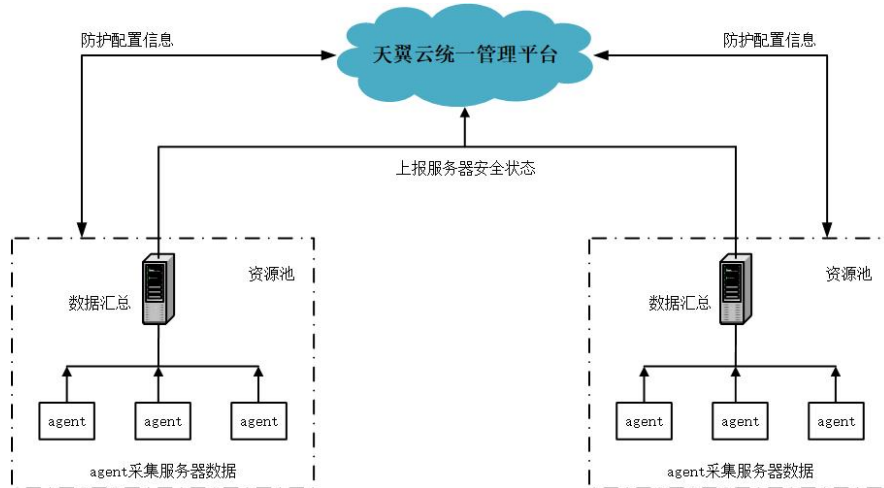 防护配置信息
天翼云统一管理平台
防护配置信息
上报服务器安全状态
资源池
数据汇总
agent
agent
agent
agent采集服务器数据
资源池
数据汇总
agent
agent
agent
agent采集服务器数据